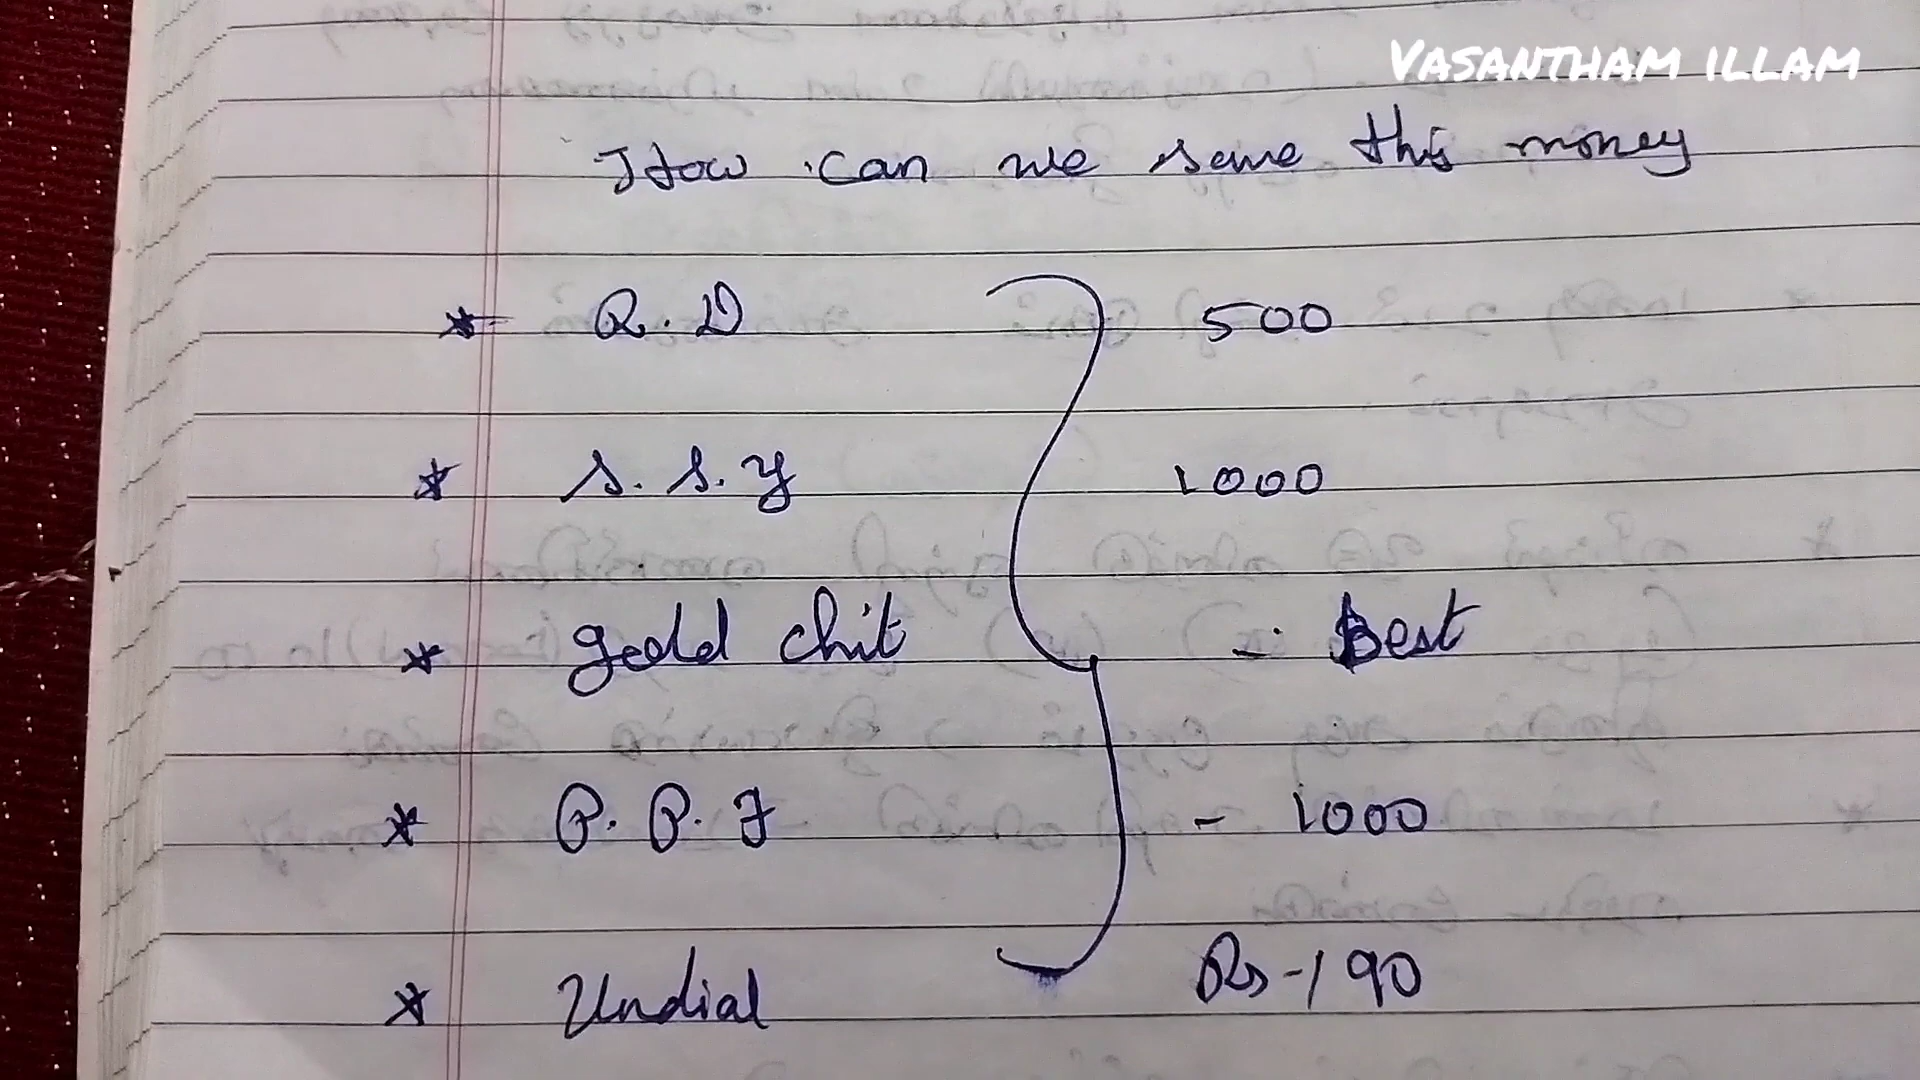 VASANTHAM ILLAM
How can we save this money
* R.D 500
* S.S.Y 1000
* gold chit - Best
* P.P.F - 1000
* Undial Rs-190